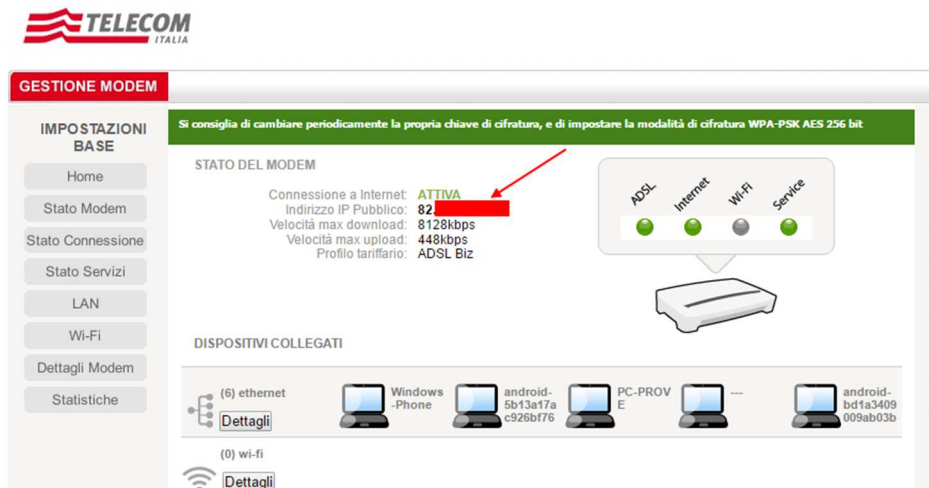 TELECOM
ITALIA
GESTIONE MODEM
Si consiglia di cambiare periodicamente la propria chiave di cifratura, e di impostare la modalità di cifratura WPA-PSK AES 256 bit
IMPOSTAZIONI
BASE
Home
Stato Modem
Stato Connessione
Stato Servizi
LAN
Wi-Fi
Dettagli Modem
Statistiche
STATO DEL MODEM
Connessione a Internet: ATTIVA
Indirizzo IP Pubblico: 82.
Velocità max download: 8128kbps
Velocità max upload: 448kbps
Profilo tariffario: ADSL Biz
ADSL
Internet
Wi-Fi
Service
DISPOSITIVI COLLEGATI
(6) ethernet
Dettagli
Windows
-Phone
android-
5b13a17a
c926bf76
PC-PROV
E
---
android-
bd1a3409
009ab03b
(0) wi-fi
Dettagli